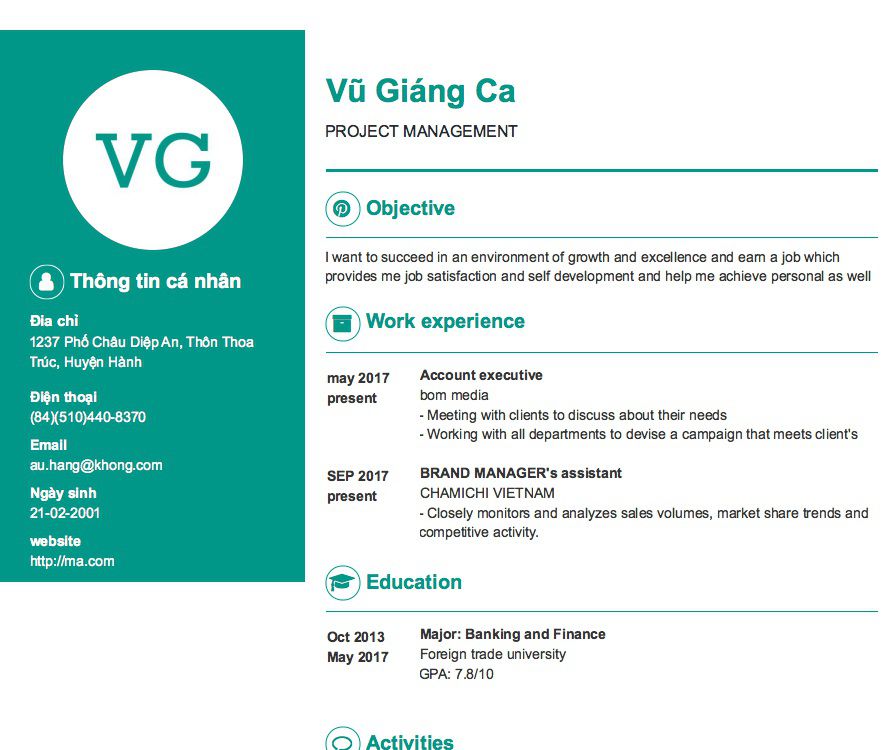 VG
Thông tin cá nhân
Địa chỉ
1237 Phố Châu Diệp An, Thôn Thoa
Trúc, Huyện Hành
Điện thoại
(84)(510)440-8370
Email
au.hang@khong.com
Ngày sinh
21-02-2001
website
http://ma.com
Vũ Giáng Ca
PROJECT MANAGEMENT
Objective
I want to succeed in an environment of growth and excellence and earn a job which
provides me job satisfaction and self development and help me achieve personal as well
Work experience
may 2017
present
Account executive
bom media
- Meeting with clients to discuss about their needs
- Working with all departments to devise a campaign that meets client's
SEP 2017
present
BRAND MANAGER's assistant
CHAMICHI VIETNAM
- Closely monitors and analyzes sales volumes, market share trends and
competitive activity.
Education
Oct 2013
May 2017
Major: Banking and Finance
Foreign trade university
GPA: 7.8/10
Activities